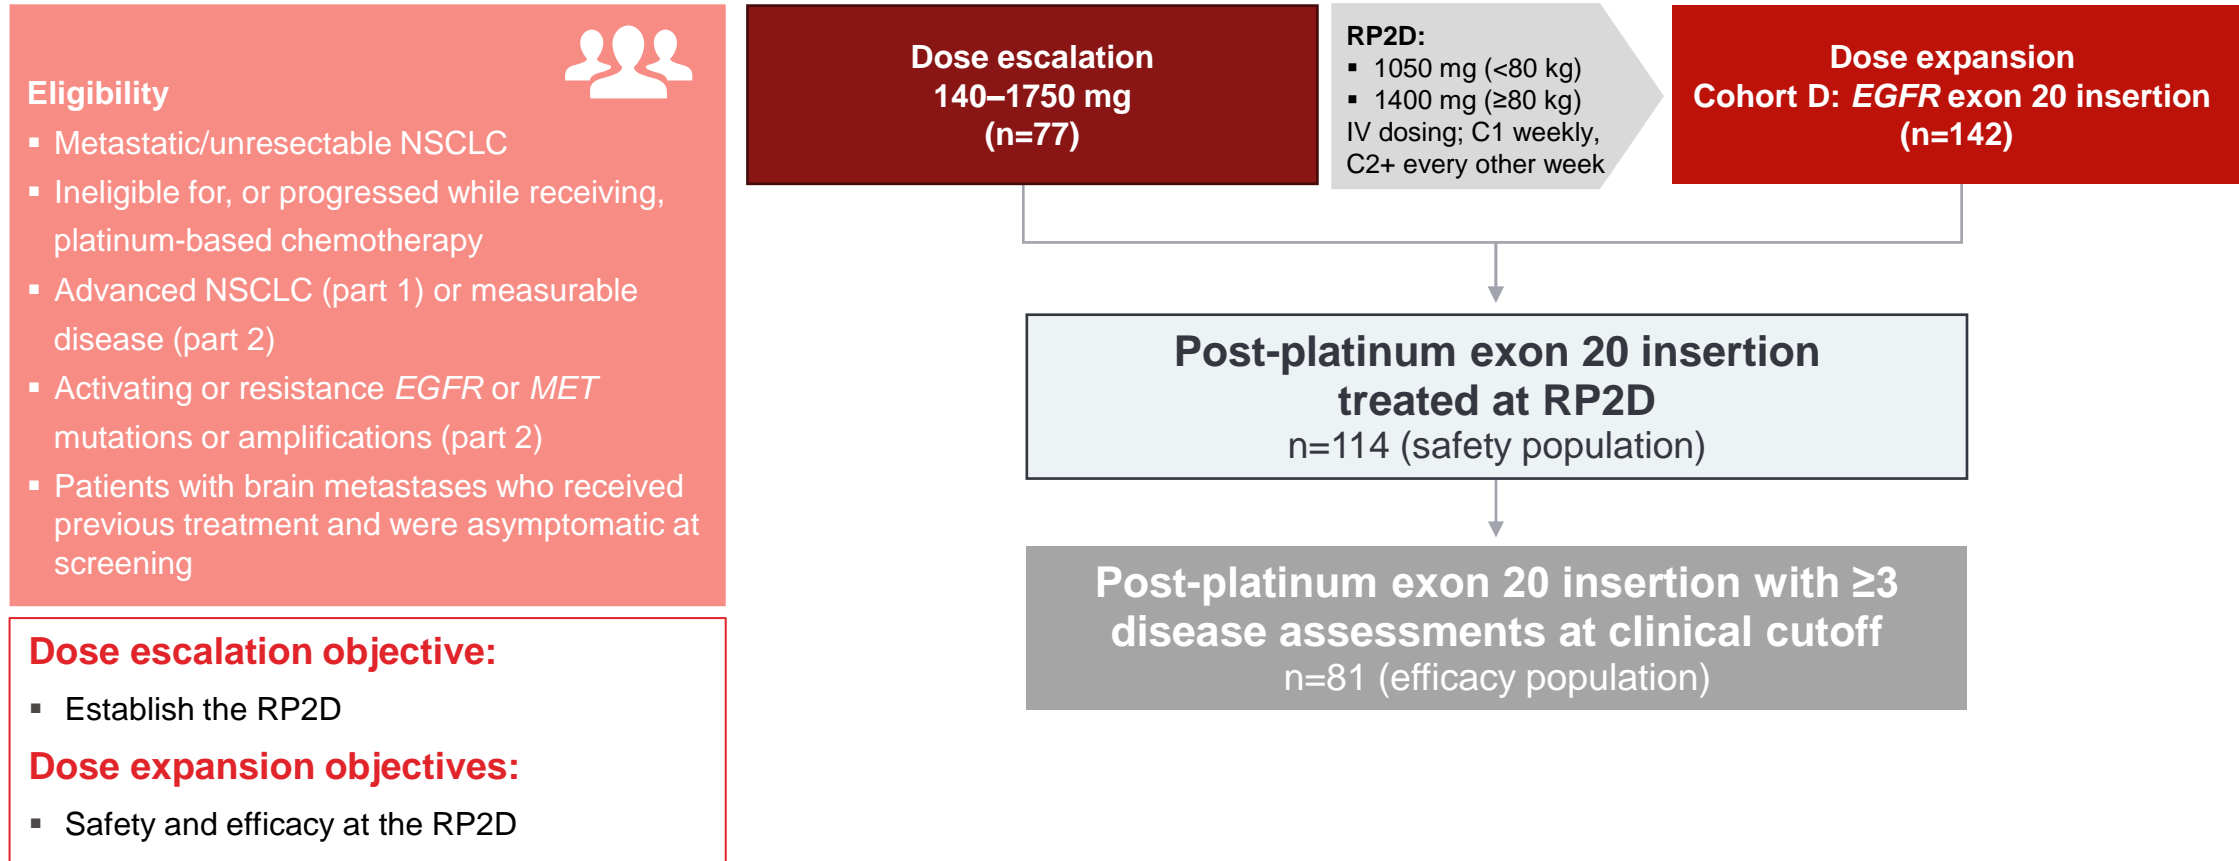 Eligibility
▪ Metastatic/unresectable NSCLC
▪ Ineligible for, or progressed while receiving,
platinum-based chemotherapy
▪ Advanced NSCLC (part 1) or measurable
disease (part 2)
▪ Activating or resistance EGFR or MET
mutations or amplifications (part 2)
▪ Patients with brain metastases who received
previous treatment and were asymptomatic at
screening
Dose escalation objective:
▪ Establish the RP2D
Dose expansion objectives:
▪ Safety and efficacy at the RP2D
Dose escalation
140–1750 mg
(n=77)
RP2D:
▪ 1050 mg (<80 kg)
▪ 1400 mg (≥80 kg)
IV dosing; C1 weekly,
C2+ every other week
Dose expansion
Cohort D: EGFR exon 20 insertion
(n=142)
Post-platinum exon 20 insertion
treated at RP2D
n=114 (safety population)
Post-platinum exon 20 insertion with ≥3
disease assessments at clinical cutoff
n=81 (efficacy population)